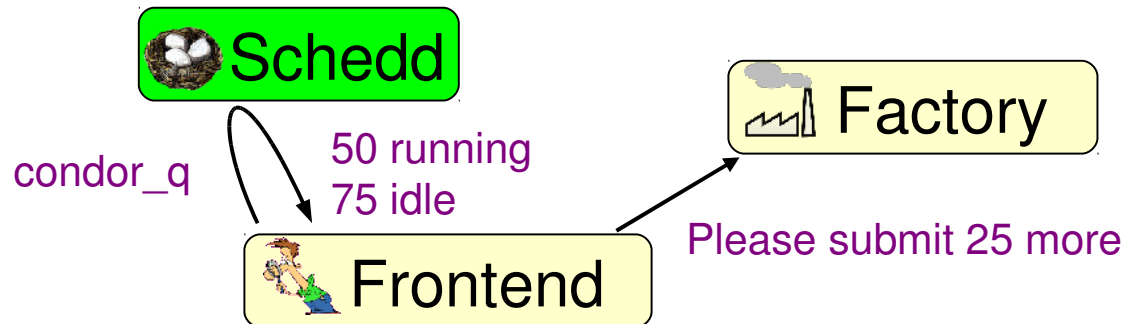 Schedd
Factory
condor_q
50 running
75 idle
Please submit 25 more
Frontend